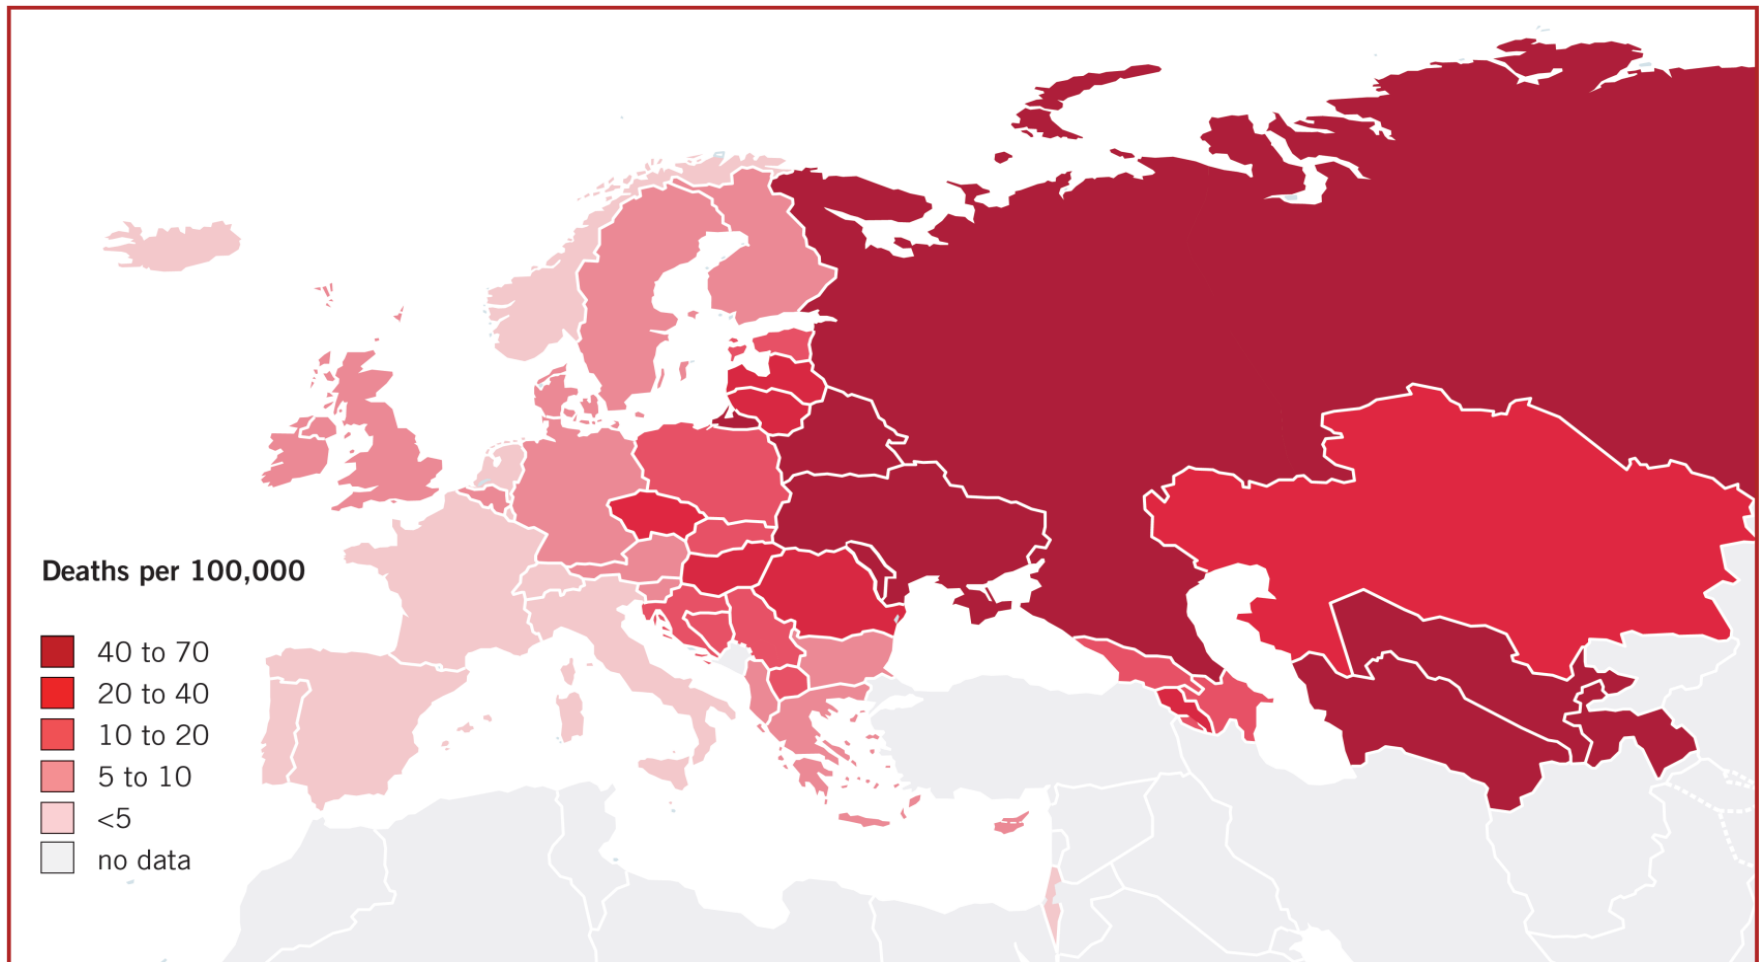 Deaths per 100,000
40 to 70
20 to 40
10 to 20
5 to 10
<5
no data